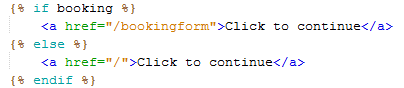 {% if booking %}
    <a href="/bookingform">Click to continue</a>
{% else %}
    <a href="/">Click to continue</a>
{% endif %}